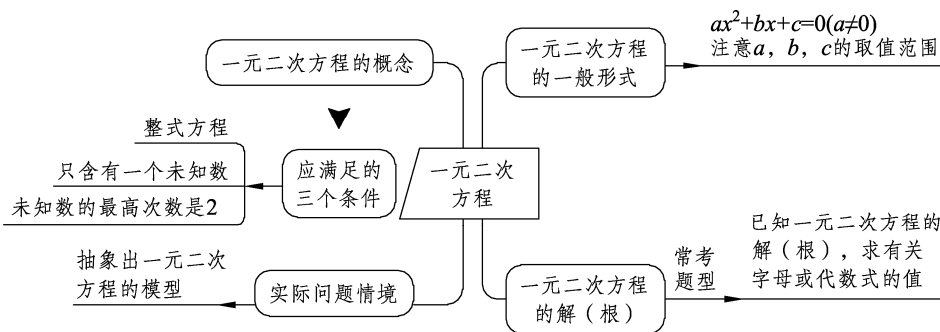 一元二次方程的概念
应满足的
三个条件
整式方程
只含有一个未知数
未知数的最高次数是2
实际问题情境
抽象出一元二次
方程的模型
一元二次
方程
一元二次方程
的一般形式
ax²+bx+c=0(a≠0)
注意a，b，c的取值范围
一元二次方程
的解（根）
常考
题型
已知一元二次方程的
解（根），求有关
字母或代数式的值